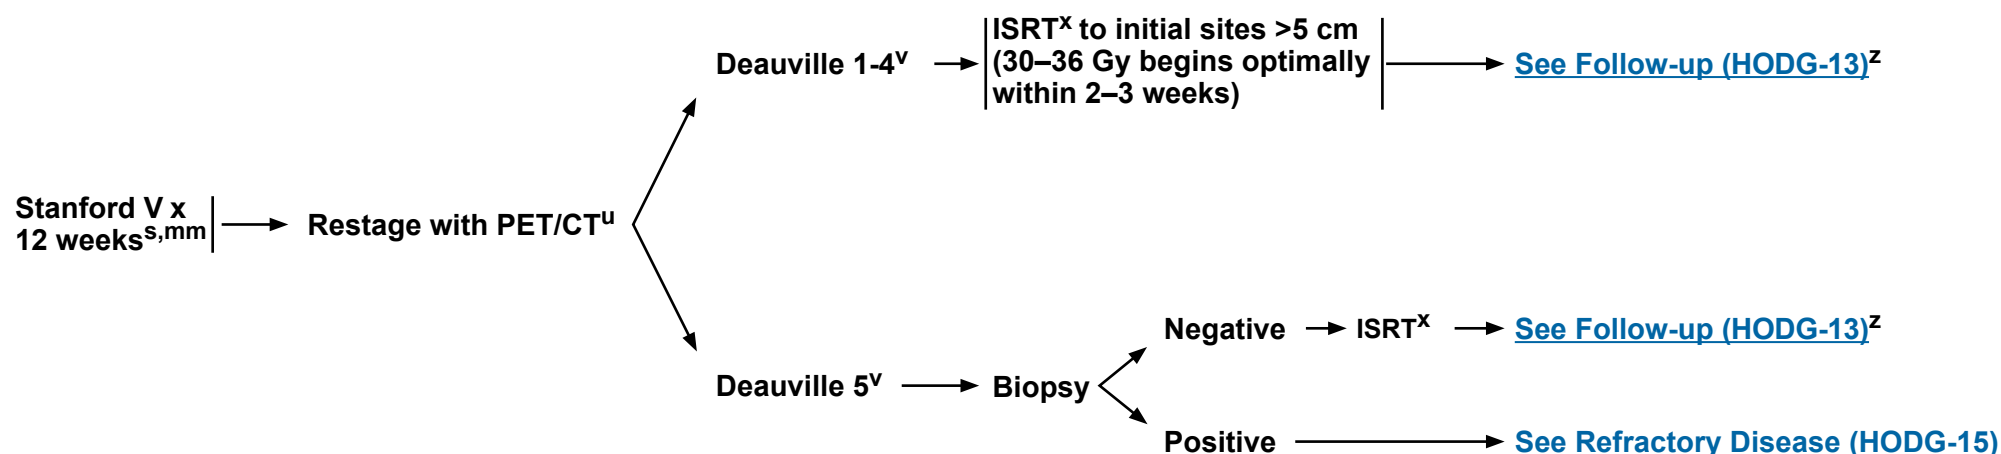 Deauville 1-4v
ISRTx to initial sites >5 cm
(30–36 Gy begins optimally
within 2–3 weeks)
See Follow-up (HODG-13)z
Stanford V x
12 weekss,mm
Restage with PET/CTu
Negative
ISRTx
See Follow-up (HODG-13)z
Deauville 5v
Biopsy
Positive
See Refractory Disease (HODG-15)